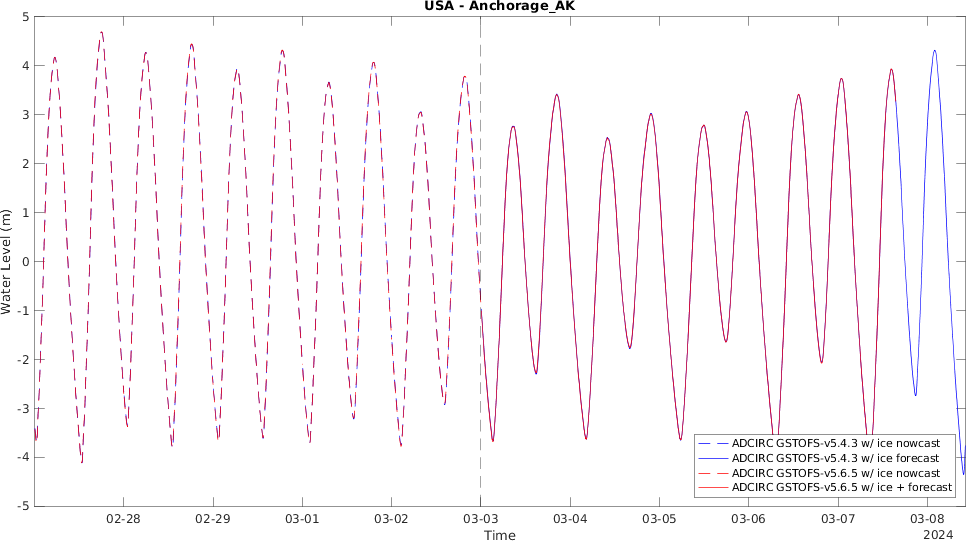 USA - Anchorage_AK
5
4
3
2
1
0
-1
-2
-3
-4
-5
Water Level (m)
ADCIRC GSTOFS-v5.4.3 w/ ice nowcast
ADCIRC GSTOFS-v5.4.3 w/ ice forecast
ADCIRC GSTOFS-v5.6.5 w/ ice nowcast
ADCIRC GSTOFS-v5.6.5 w/ ice + forecast
02-28 02-29 03-01 03-02 03-03 03-04 03-05 03-06 03-07 03-08
Time
2024